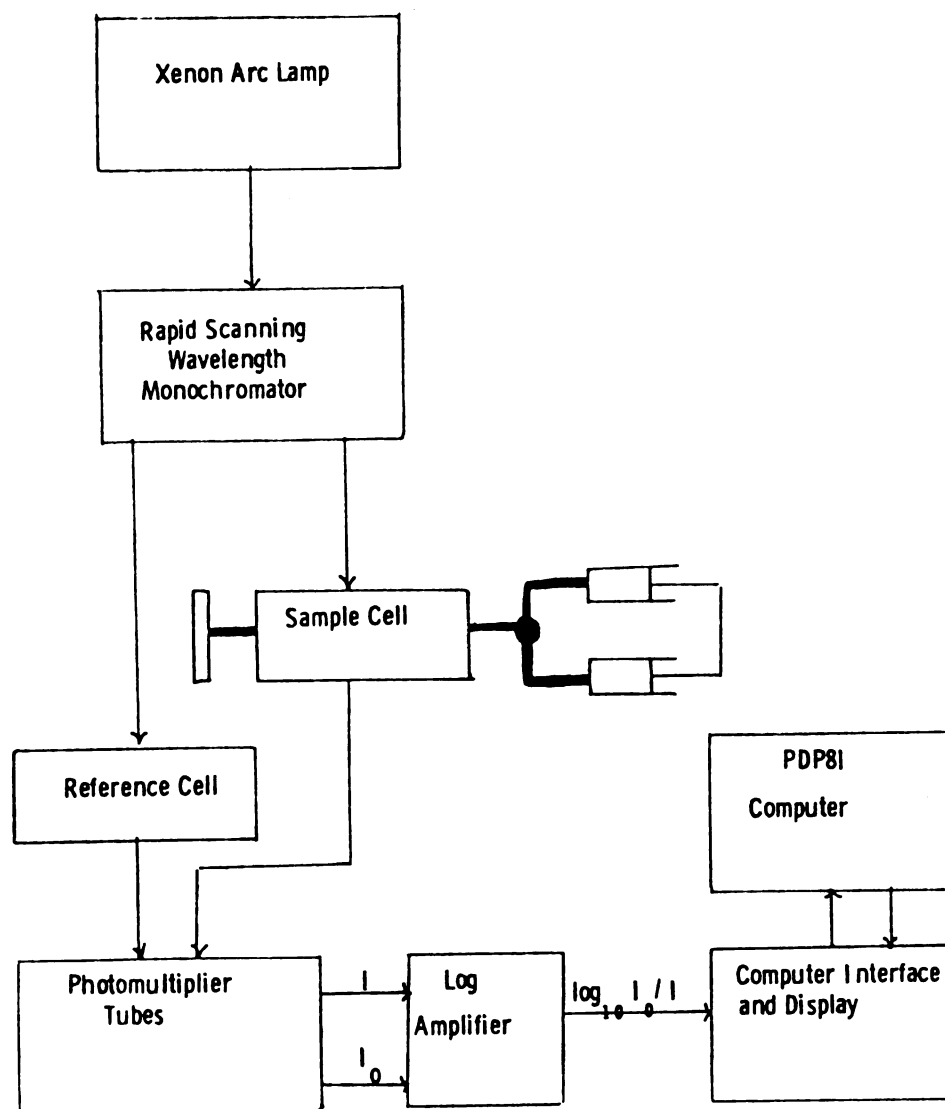 Xenon Arc Lamp
Rapid Scanning
Wavelength
Monochromator
Sample Cell
Reference Cell
PDP8I
Computer
Photomultiplier
Tubes
I
I₀
Log
Amplifier
log₁₀ I₀/I
Computer Interface
and Display